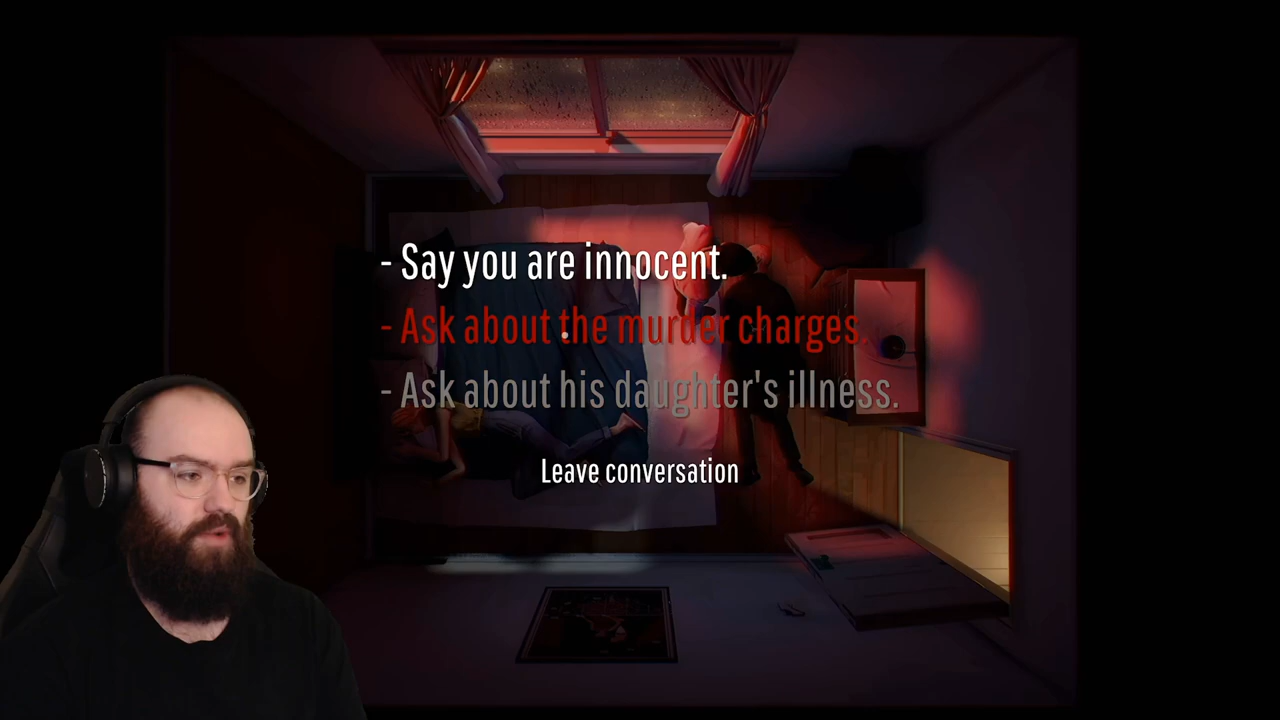 - Say you are innocent.
- Ask about the murder charges.
- Ask about his daughter's illness.
Leave conversation